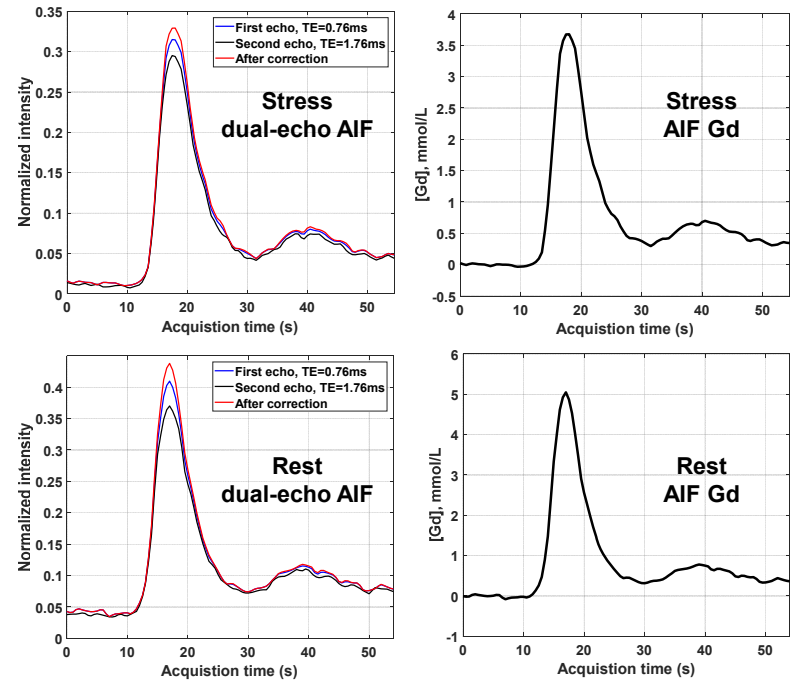 First echo, TE=0.76ms
Second echo, TE=1.76ms
After correction
Stress
dual-echo AIF
Normalized intensity
0.35
0.3
0.25
0.2
0.15
0.1
0.05
0
0 10 20 30 40 50
Acquistion time (s)
Stress
AIF Gd
[Gd], mmol/L
4
3.5
3
2.5
2
1.5
1
0.5
0
-0.5
0 10 20 30 40 50
Acquistion time (s)
First echo, TE=0.76ms
Second echo, TE=1.76ms
After correction
Rest
dual-echo AIF
Normalized intensity
0.4
0.35
0.3
0.25
0.2
0.15
0.1
0.05
0
0 10 20 30 40 50
Acquistion time (s)
Rest
AIF Gd
[Gd], mmol/L
6
5
4
3
2
1
0
-1
0 10 20 30 40 50
Acquistion time (s)